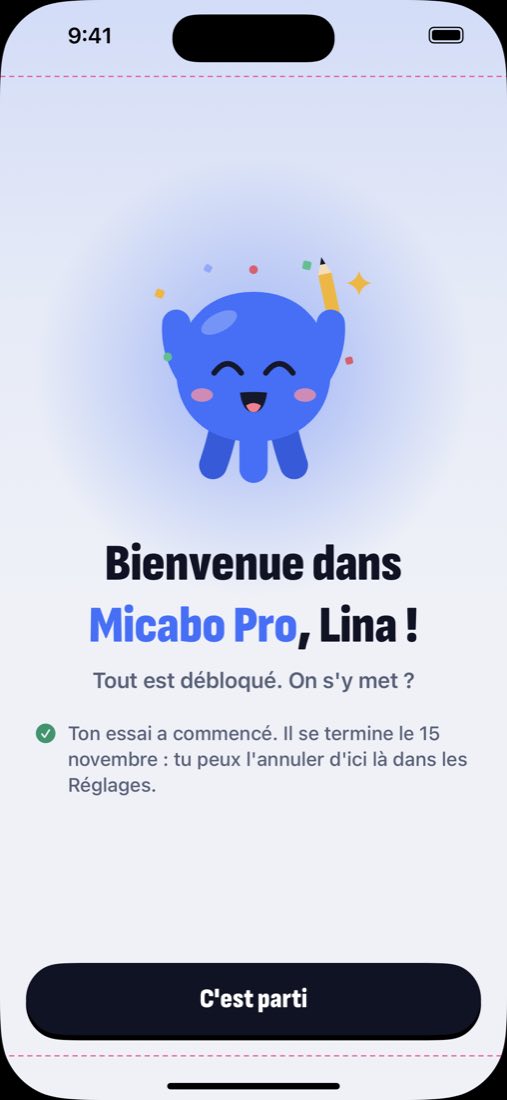 9:41
Bienvenue dans
Micabo Pro, Lina !
Tout est débloqué. On s'y met ?
Ton essai a commencé. Il se termine le 15
novembre : tu peux l'annuler d'ici là dans les
Réglages.
C'est parti